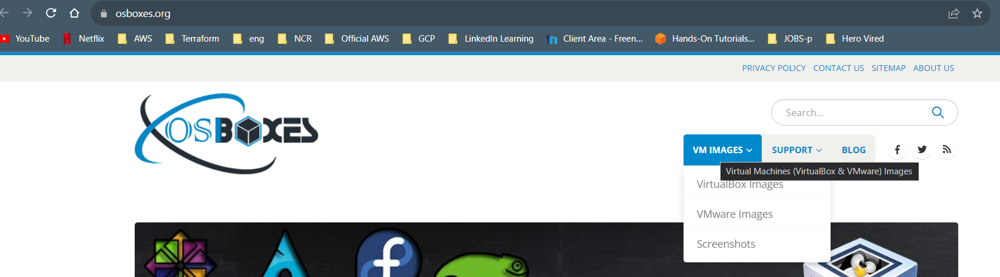 osboxes.org
YouTube Netflix AWS Terraform eng NCR Official AWS GCP LinkedIn Learning Client Area - Freen... Hands-On Tutorials... JOBS-p Hero Vired
PRIVACY POLICY CONTACT US SITEMAP ABOUT US
OSBOXES
Search...
VM IMAGES SUPPORT BLOG
Virtual Machines (VirtualBox & VMware) Images
VirtualBox Images
VMware Images
Screenshots